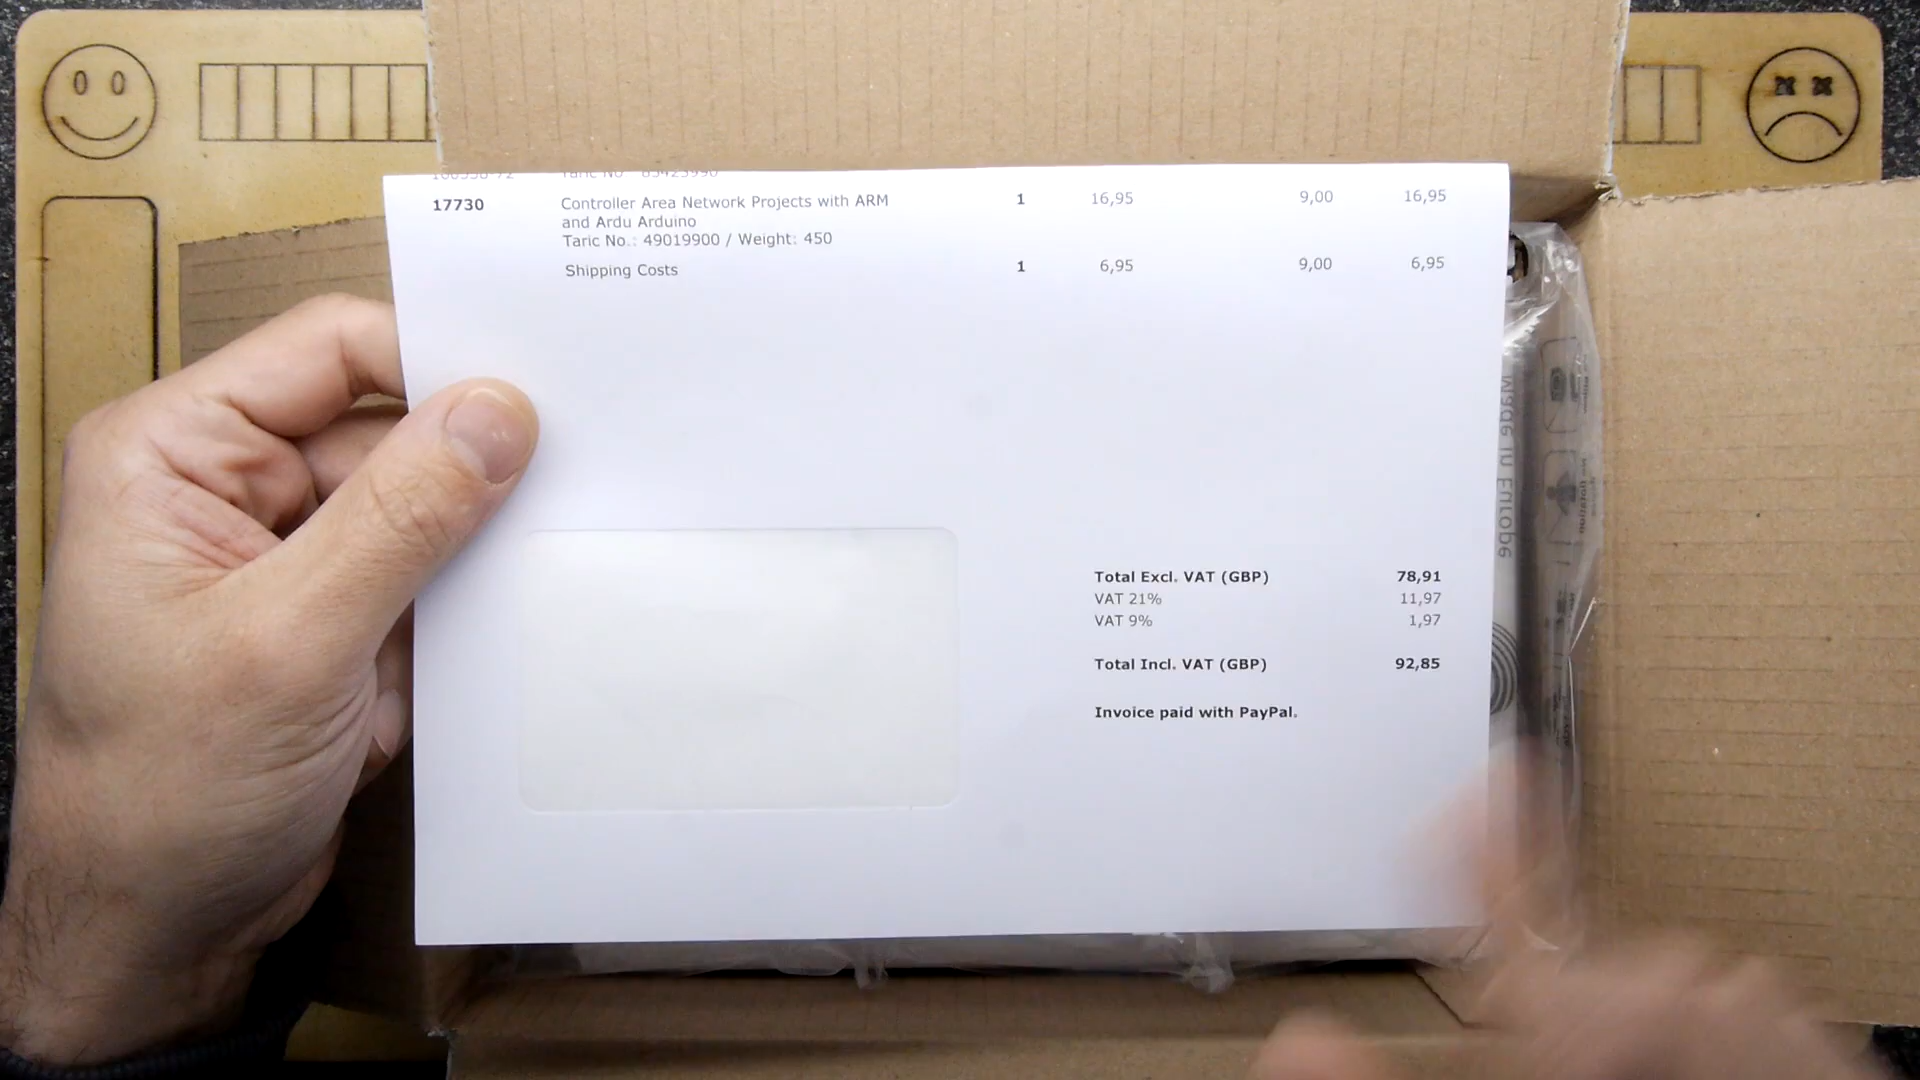 17730 Controller Area Network Projects with ARM 1 16,95 9,00 16,95
and Ardu Arduino
Taric No.: 49019900 / Weight: 450
Shipping Costs 1 6,95 9,00 6,95
Total Excl. VAT (GBP) 78,91
VAT 21% 11,97
VAT 9% 1,97
Total Incl. VAT (GBP) 92,85
Invoice paid with PayPal.